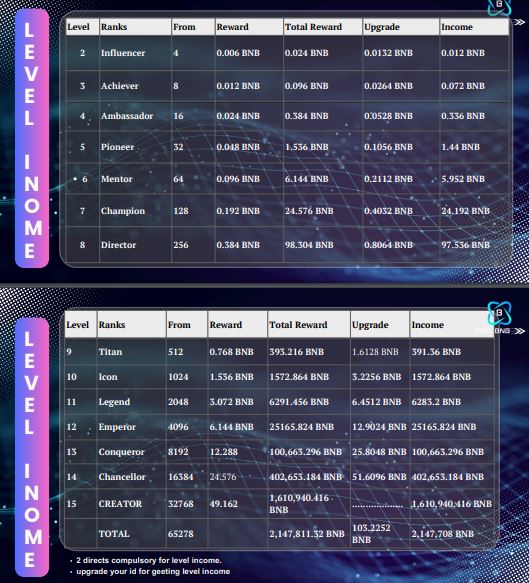 LEVEL INOME
Level Ranks From Reward Total Reward Upgrade Income
2 Influencer 4 0.006 BNB 0.024 BNB 0.0132 BNB 0.012 BNB
3 Achiever 8 0.012 BNB 0.096 BNB 0.0264 BNB 0.072 BNB
4 Ambassador 16 0.024 BNB 0.384 BNB 0.0528 BNB 0.336 BNB
5 Pioneer 32 0.048 BNB 1.536 BNB 0.1056 BNB 1.44 BNB
• 6 Mentor 64 0.096 BNB 6.144 BNB 0.2112 BNB 5.952 BNB
7 Champion 128 0.192 BNB 24.576 BNB 0.4032 BNB 24.192 BNB
8 Director 256 0.384 BNB 98.304 BNB 0.8064 BNB 97.536 BNB
LEVEL INOME
Level Ranks From Reward Total Reward Upgrade Income
9 Titan 512 0.768 BNB 393.216 BNB 1.6128 BNB 391.36 BNB
10 Icon 1024 1.536 BNB 1572.864 BNB 3.2256 BNB 1572.864 BNB
11 Legend 2048 3.072 BNB 6291.456 BNB 6.4512 BNB 6283.2 BNB
12 Emperor 4096 6.144 BNB 25165.824 BNB 12.9024 BNB 25165.824 BNB
13 Conqueror 8192 12.288 100,663.296 BNB 25.8048 BNB 100,663.296 BNB
14 Chancellor 16384 24.576 402,653.184 BNB 51.6096 BNB 402,653.184 BNB
15 CREATOR 32768 49.162 1,610,940.416 BNB .................. 1,610,940.416 BNB
TOTAL 65278 2,147,811.32 BNB 103.2252 BNB 2,147,708 BNB
• 2 directs compulsory for level income.
• upgrade your id for geeting level income